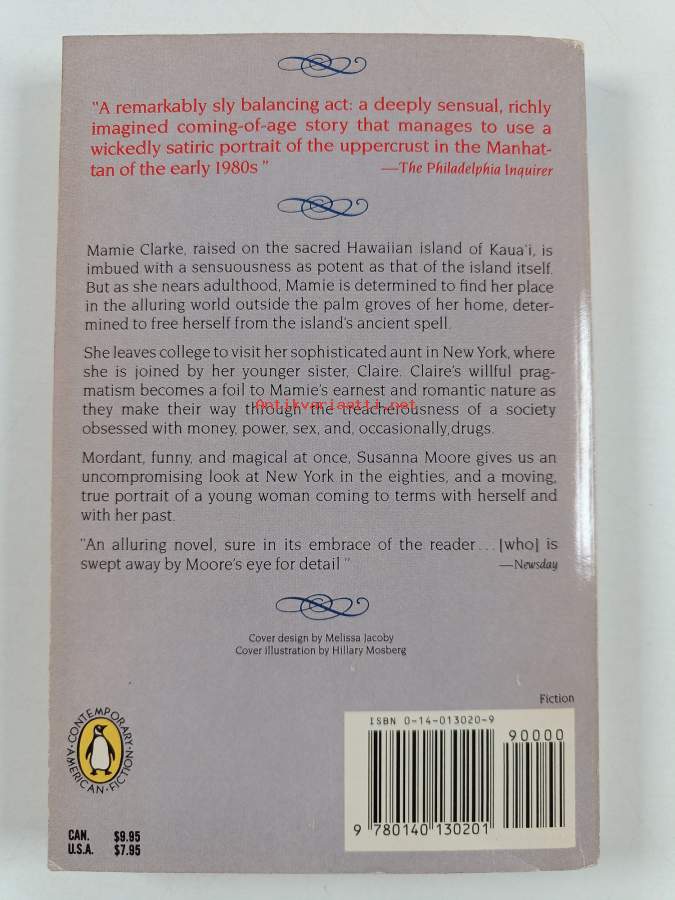 "A remarkably sly balancing act: a deeply sensual, richly
imagined coming-of-age story that manages to use a
wickedly satiric portrait of the uppercrust in the Manhat-
tan of the early 1980s" —The Philadelphia Inquirer
Mamie Clarke, raised on the sacred Hawaiian island of Kaua'i, is
imbued with a sensuousness as potent as that of the island itself.
But as she nears adulthood, Mamie is determined to find her place
in the alluring world outside the palm groves of her home, deter-
mined to free herself from the island's ancient spell.
She leaves college to visit her sophisticated aunt in New York, where
she is joined by her younger sister, Claire. Claire's willful prag-
matism becomes a foil to Mamie's earnest and romantic nature as
they make their way through the treacherousness of a society
Antikvariaatti.net
obsessed with money, power, sex, and, occasionally, drugs.
Mordant, funny, and magical at once, Susanna Moore gives us an
uncompromising look at New York in the eighties, and a moving,
true portrait of a young woman coming to terms with herself and
with her past.
"An alluring novel, sure in its embrace of the reader... [who] is
swept away by Moore's eye for detail" —Newsday
Cover design by Melissa Jacoby
Cover illustration by Hillary Mosberg
Fiction
CONTEMPORARY
AMERICAN FICTION
ISBN 0-14-013020-9
90000
9 780140 130201
CAN. $9.95
U.S.A. $7.95